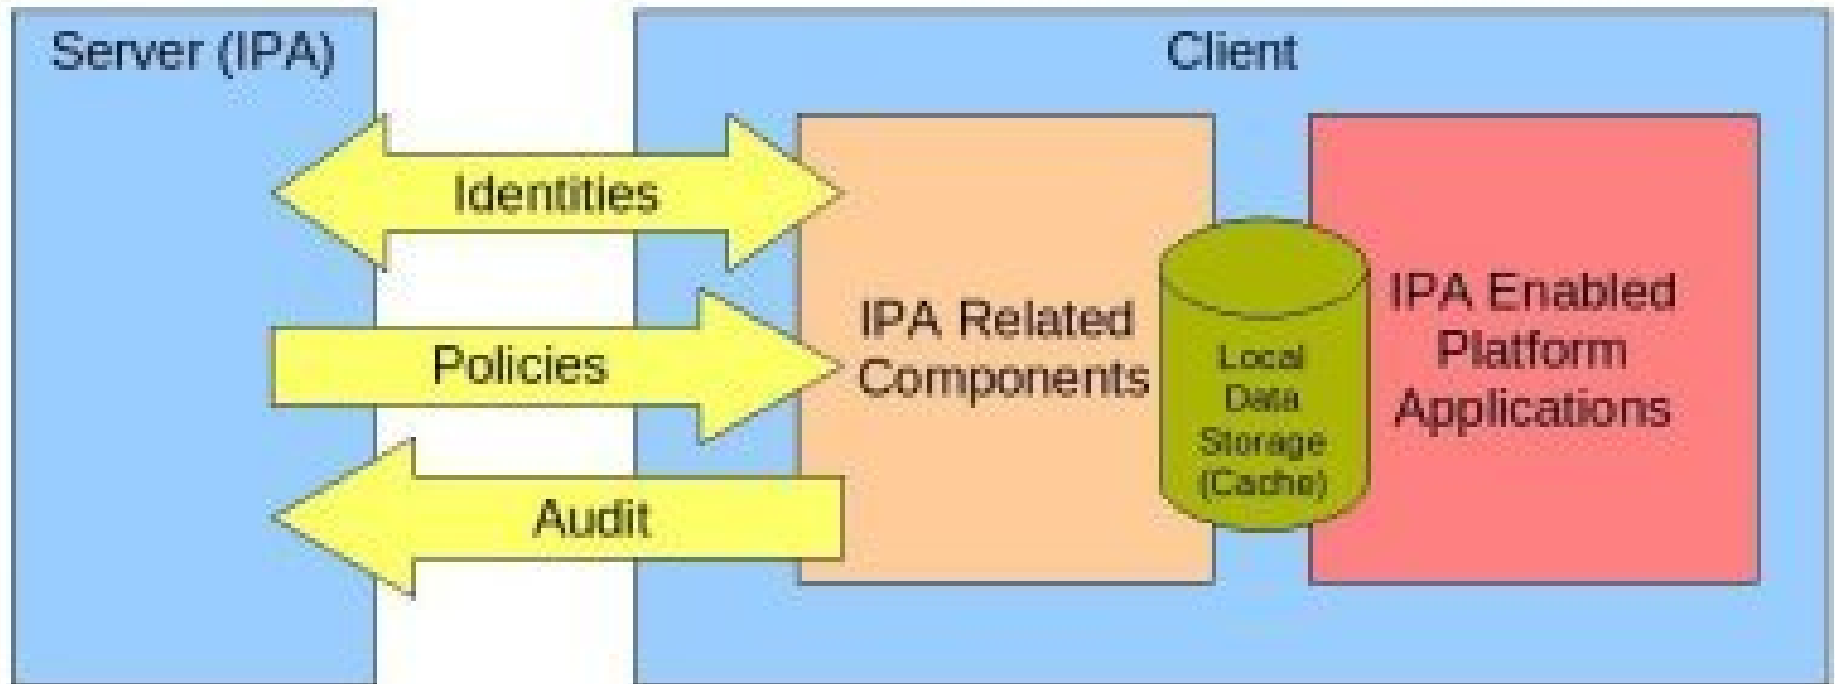 Server (IPA)
Client
Identities
Policies
Audit
IPA Related
Components
Local
Data
Storage
(Cache)
IPA Enabled
Platform
Applications